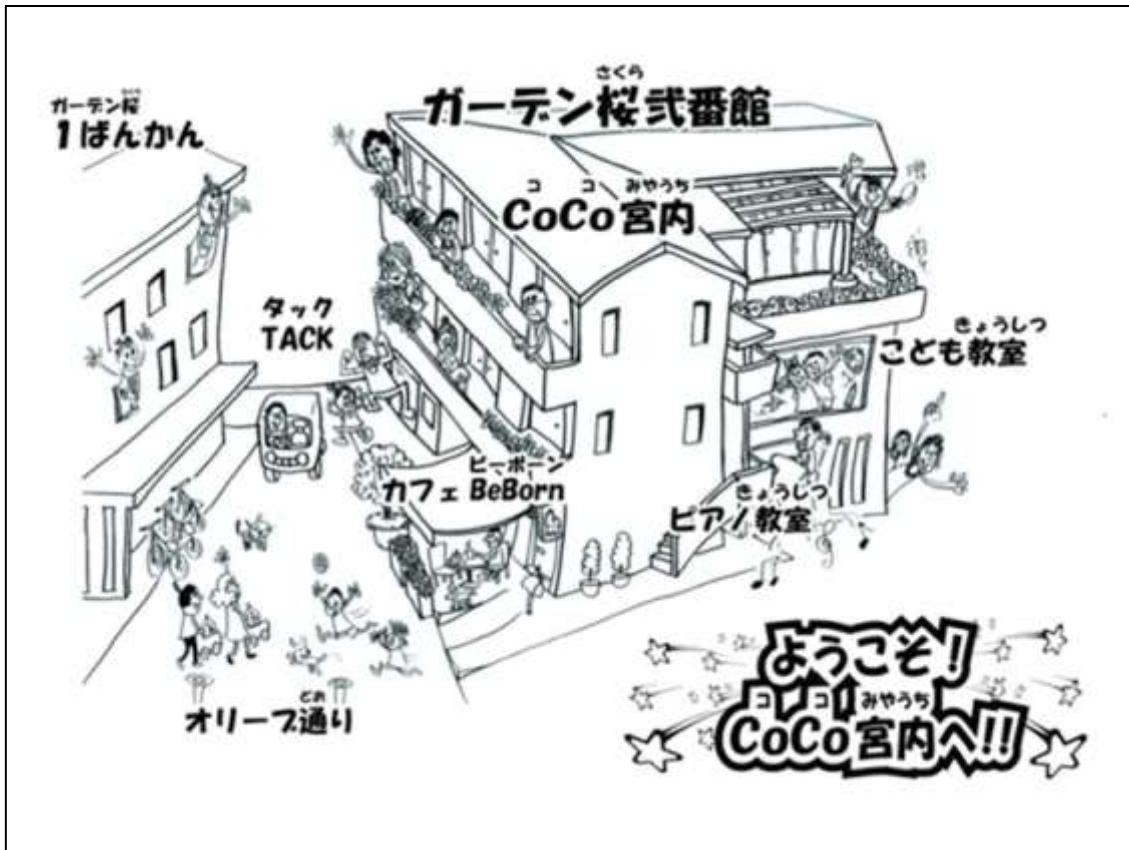 さくら
ガーデン桜弐番館
ガーデン桜
1ばんかん
ココ みやうち
CoCo宮内
タック
TACK
きょうしつ
こども教室
ビーボーン
カフェ BeBorn
きょうしつ
ピアノ教室
どお
オリーブ通り
ようこそ!
ココ みやうち
CoCo宮内へ!!